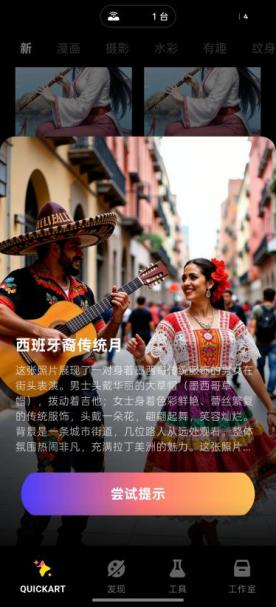 1 台
4
新 漫画 摄影 水彩 有趣 纹身
西班牙裔传统月
这张照片展现了一对身着墨西哥传统服饰的男女在
街头表演。男士头戴华丽的大草帽（墨西哥草
帽），拨动着吉他；女士身着色彩鲜艳、蕾丝繁复
的传统服饰，头戴一朵花，翩翩起舞，笑容灿烂。
背景是一条城市街道，几位路人从远处观看。整体
氛围热闹非凡，充满拉丁美洲的魅力。这张照片...
尝试提示
QUICKART 发现 工具 工作室